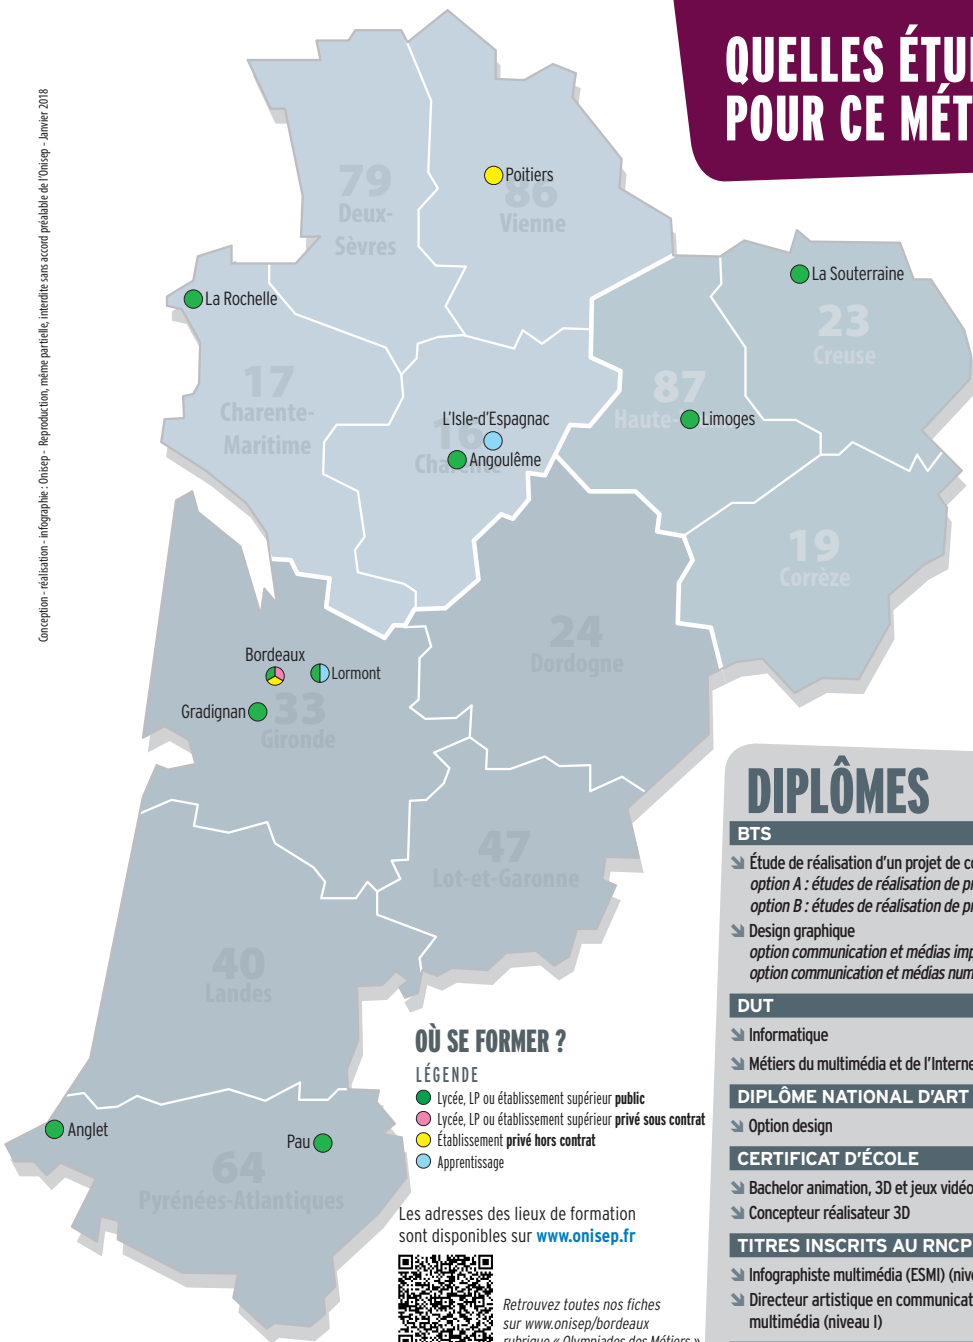 QUELLES
POUR CE
Conception - réalisation - infographie : Onisep - Reproduction, même partielle, interdite sans accord préalable de l'Onisep - Janvier 2018
79
Deux-
Sèvres
Poitiers
86
Vienne
La Rochelle
La Souterraine
23
Creuse
17
Charente-
Maritime
87
Haute-
Limoges
L'Isle-d'Espagnac
16
Charente
Angoulême
19
Corrèze
24
Dordogne
Bordeaux
Lormont
Gradignan
33
Gironde
47
Lot-et-Garonne
40
Landes
Anglet
Pau
64
Pyrénées-Atlantiques
OÙ SE FORMER ?
LÉGENDE
Lycée, LP ou établissement supérieur public
Lycée, LP ou établissement supérieur privé sous contrat
Établissement privé hors contrat
Apprentissage
Les adresses des lieux de formation
sont disponibles sur www.onisep.fr
Retrouvez toutes nos fiches
sur www.onisep/bordeaux
rubrique « Olympiades des Métiers »
DIPLÔMES
BTS
Étude de réalisation d'un projet de
option A : études de réalisation de
option B : études de réalisation de
Design graphique
option communication et médias
option communication et médias
DUT
Informatique
Métiers du multimédia et de
DIPLÔME NATIONAL D'ART
Option design
CERTIFICAT D'ÉCOLE
Bachelor animation, 3D et jeux vidéo
Concepteur réalisateur 3D
TITRES INSCRITS AU RNCP
Infographiste multimédia (ESMI)
Directeur artistique en
multimédia (niveau I)